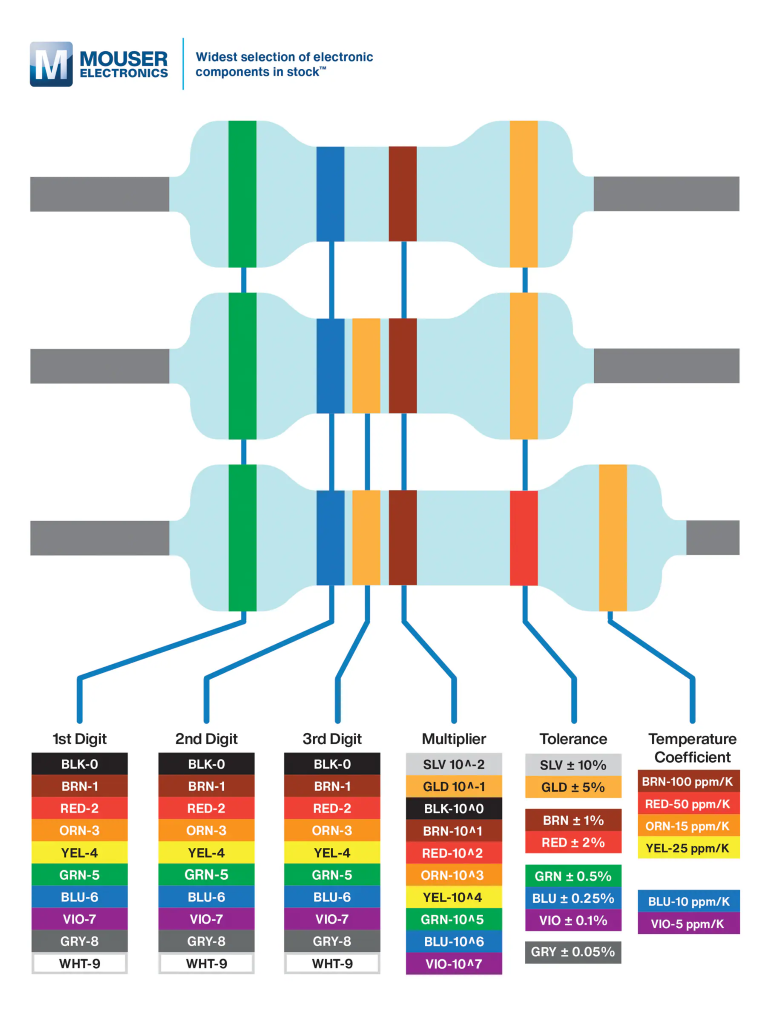 M MOUSER
ELECTRONICS
Widest selection of electronic
components in stock™
1st Digit
BLK-0
BRN-1
RED-2
ORN-3
YEL-4
GRN-5
BLU-6
VIO-7
GRY-8
WHT-9
2nd Digit
BLK-0
BRN-1
RED-2
ORN-3
YEL-4
GRN-5
BLU-6
VIO-7
GRY-8
WHT-9
3rd Digit
BLK-0
BRN-1
RED-2
ORN-3
YEL-4
GRN-5
BLU-6
VIO-7
GRY-8
WHT-9
Multiplier
SLV 10^-2
GLD 10^-1
BLK-10^0
BRN-10^1
RED-10^2
ORN-10^3
YEL-10^4
GRN-10^5
BLU-10^6
VIO-10^7
Tolerance
SLV ± 10%
GLD ± 5%
BRN ± 1%
RED ± 2%
GRN ± 0.5%
BLU ± 0.25%
VIO ± 0.1%
GRY ± 0.05%
Temperature
Coefficient
BRN-100 ppm/K
RED-50 ppm/K
ORN-15 ppm/K
YEL-25 ppm/K
BLU-10 ppm/K
VIO-5 ppm/K